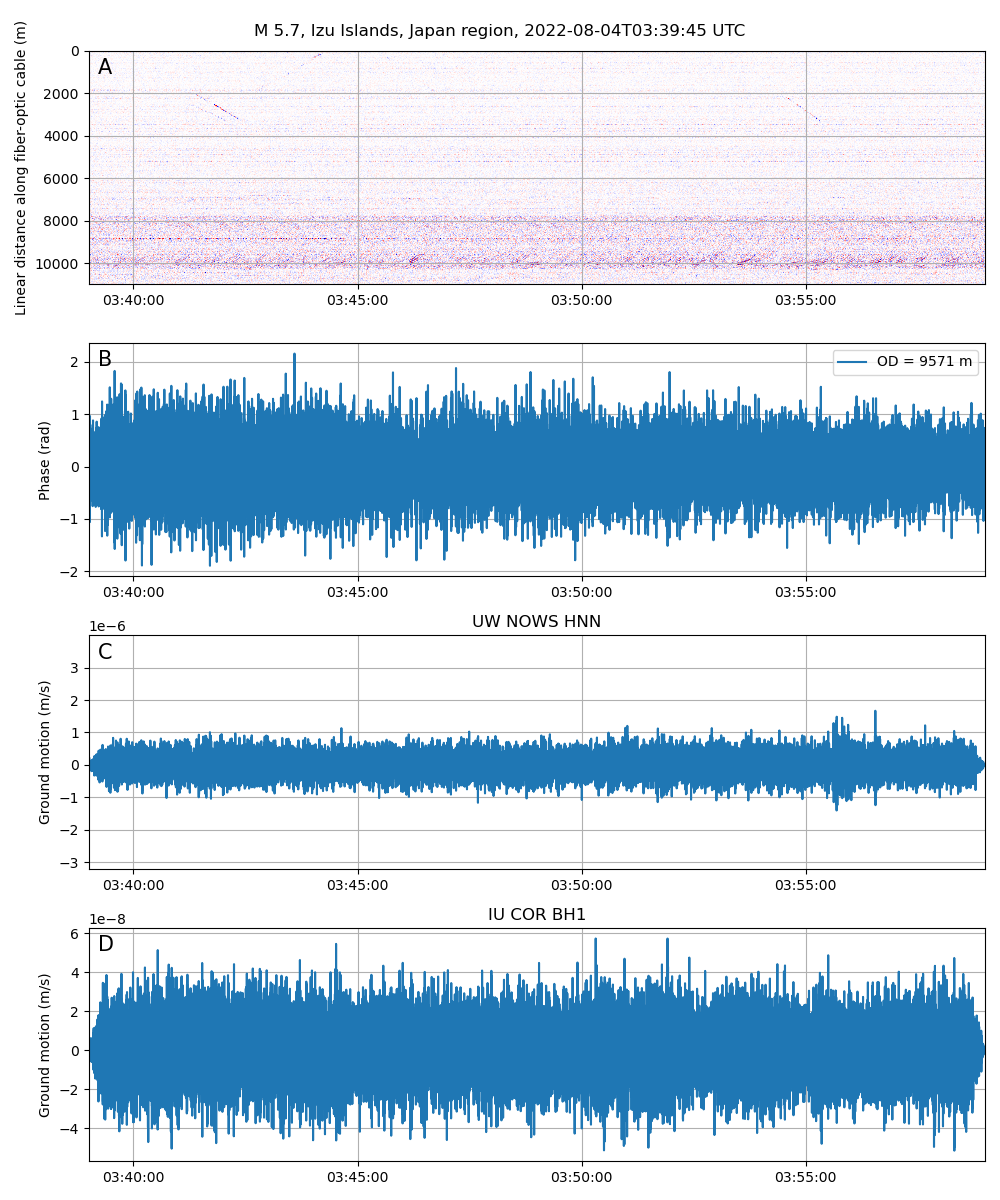 M 5.7, Izu Islands, Japan region, 2022-08-04T03:39:45 UTC
Linear distance along fiber-optic cable (m)
A
0
2000
4000
6000
8000
10000
03:40:00 03:45:00 03:50:00 03:55:00
Phase (rad)
B
OD = 9571 m
2
1
0
−1
−2
03:40:00 03:45:00 03:50:00 03:55:00
UW NOWS HNN
1e−6
Ground motion (m/s)
C
3
2
1
0
−1
−2
−3
03:40:00 03:45:00 03:50:00 03:55:00
IU COR BH1
1e−8
Ground motion (m/s)
D
6
4
2
0
−2
−4
03:40:00 03:45:00 03:50:00 03:55:00